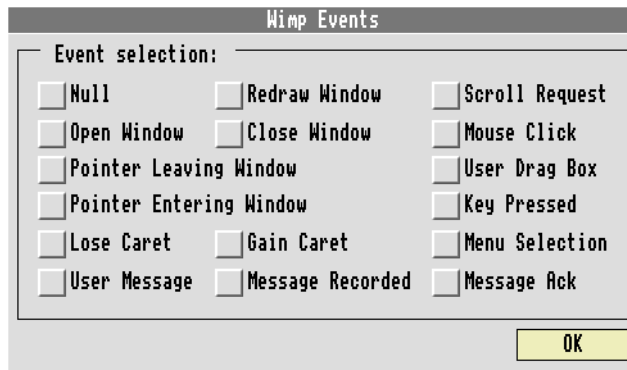 Wimp Events
Event selection:
Null Redraw Window Scroll Request
Open Window Close Window Mouse Click
Pointer Leaving Window User Drag Box
Pointer Entering Window Key Pressed
Lose Caret Gain Caret Menu Selection
User Message Message Recorded Message Ack
OK